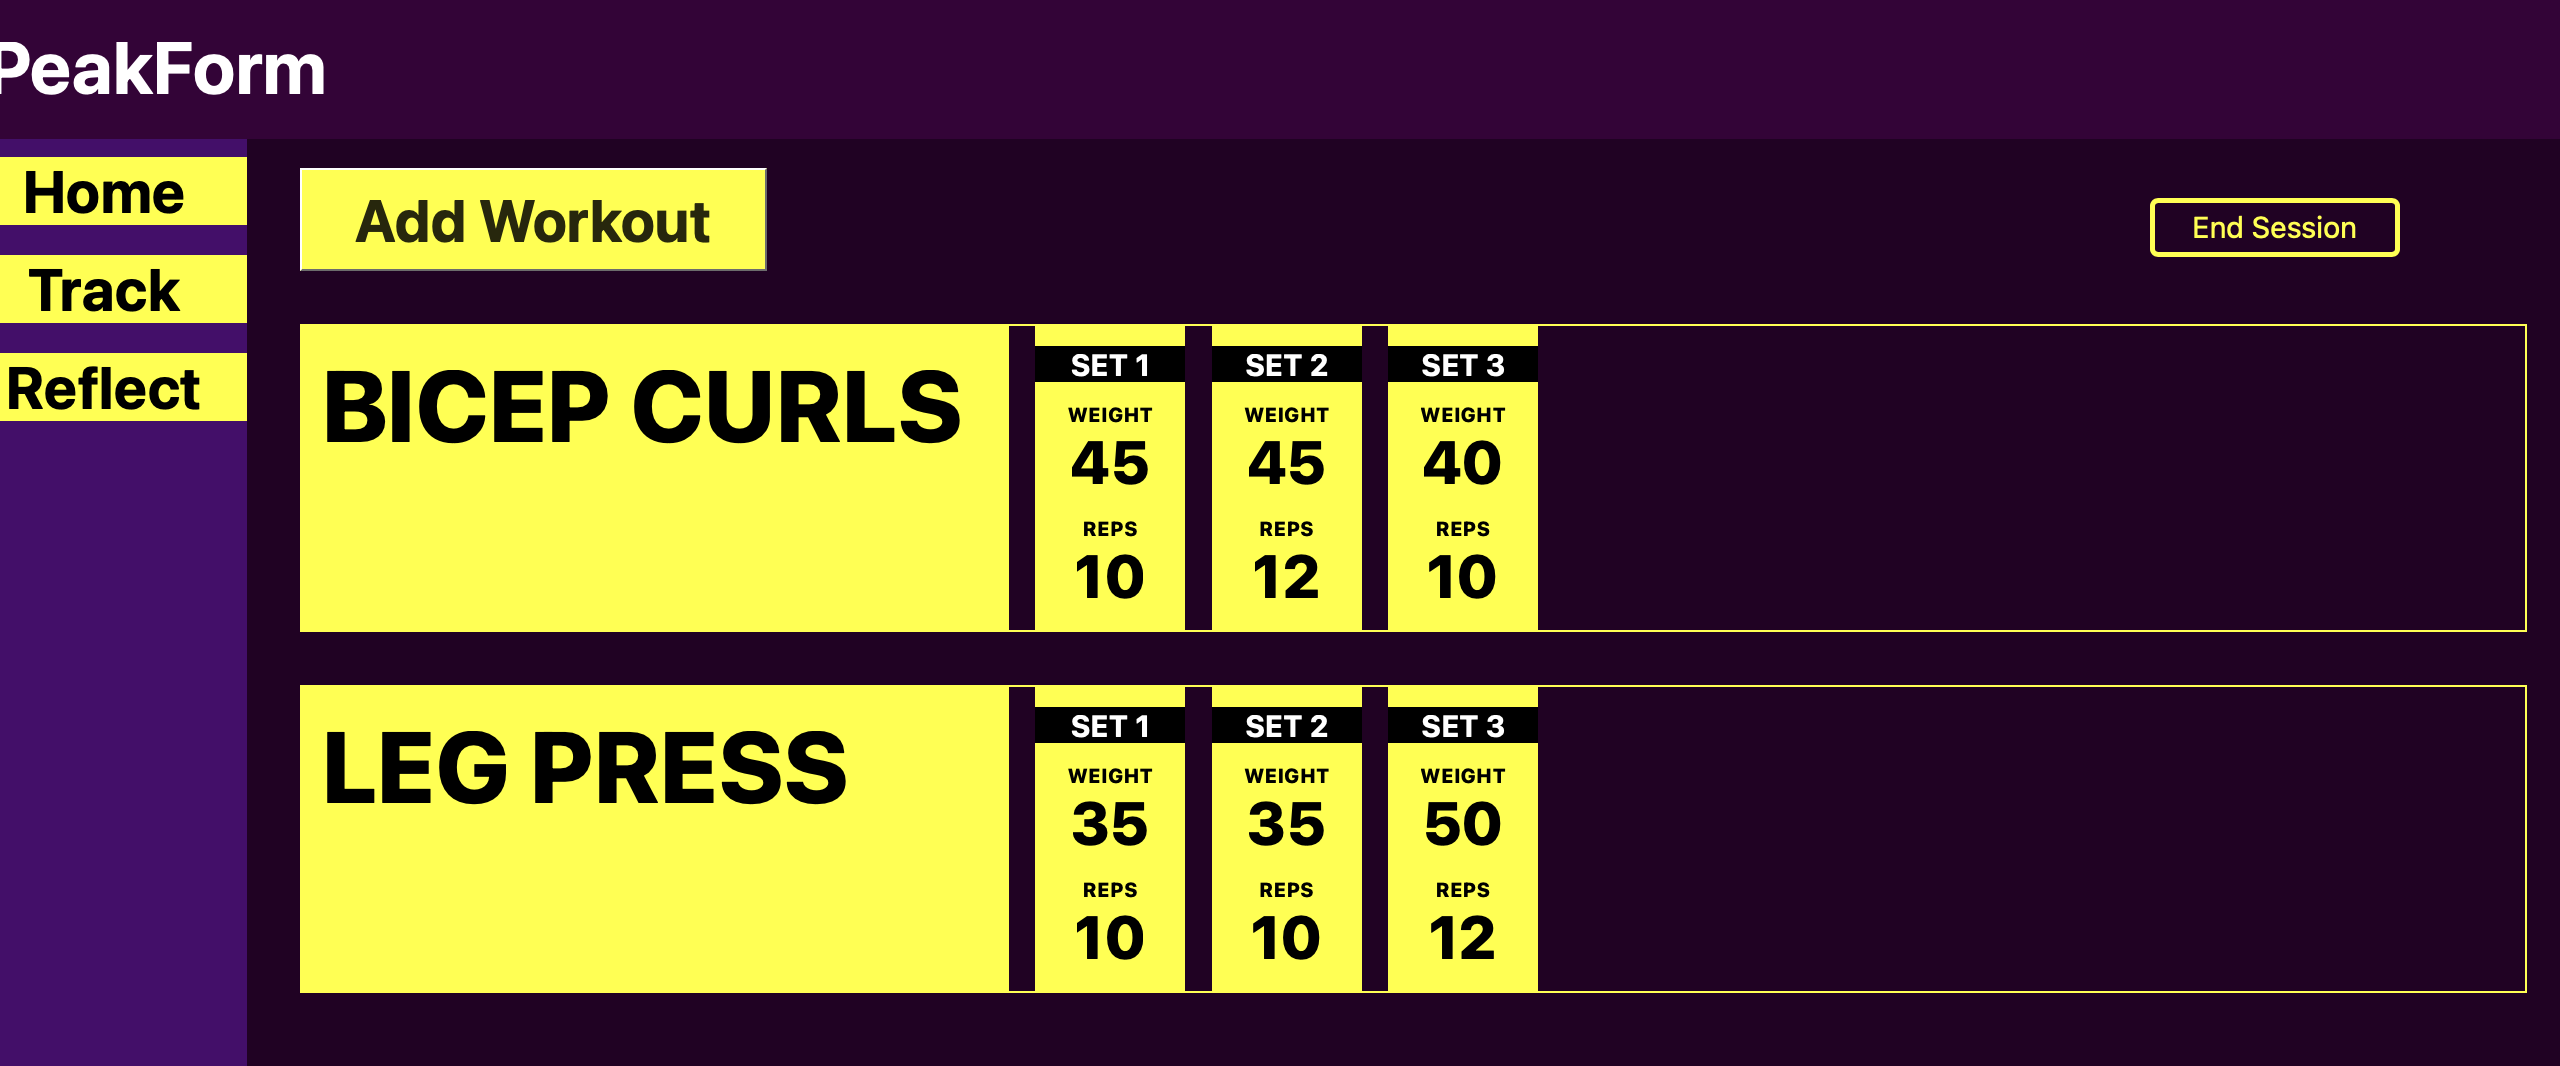 PeakForm
Home
Track
Reflect
Add Workout
End Session
BICEP CURLS
SET 1 SET 2 SET 3
WEIGHT WEIGHT WEIGHT
45 45 40
REPS REPS REPS
10 12 10
LEG PRESS
SET 1 SET 2 SET 3
WEIGHT WEIGHT WEIGHT
35 35 50
REPS REPS REPS
10 10 12